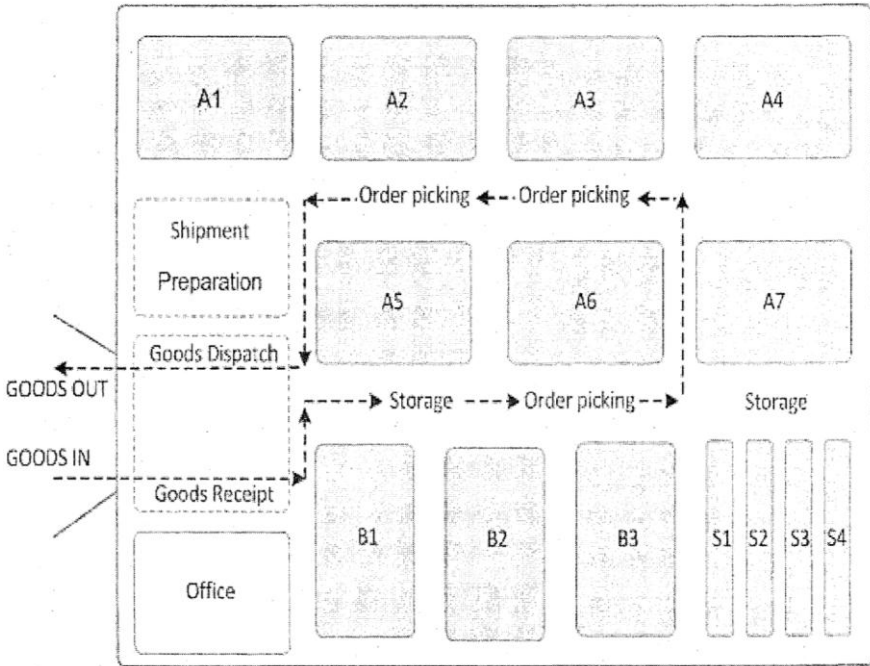 A1 A2 A3 A4
Order picking Order picking
Shipment
Preparation
A5 A6 A7
Goods Dispatch
GOODS OUT
Storage Order picking Storage
GOODS IN
Goods Receipt
B1 B2 B3 S1 S2 S3 S4
Office